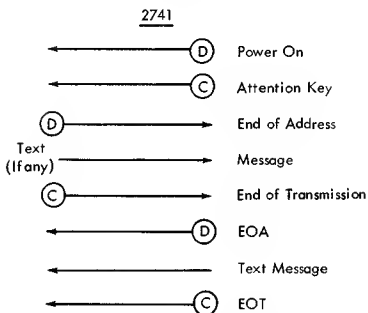 2741
D Power On
C Attention Key
D End of Address
Text
(If any) Message
C End of Transmission
D EOA
Text Message
C EOT